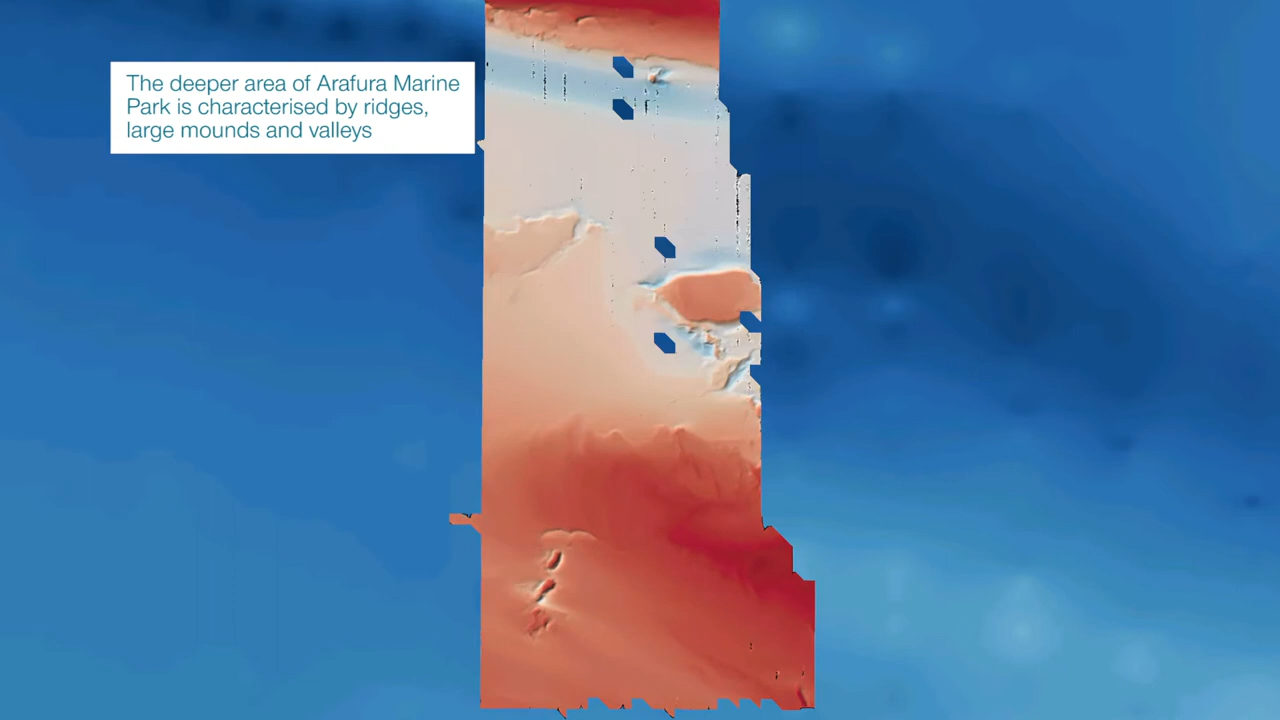 The deeper area of Arafura Marine
Park is characterised by ridges,
large mounds and valleys